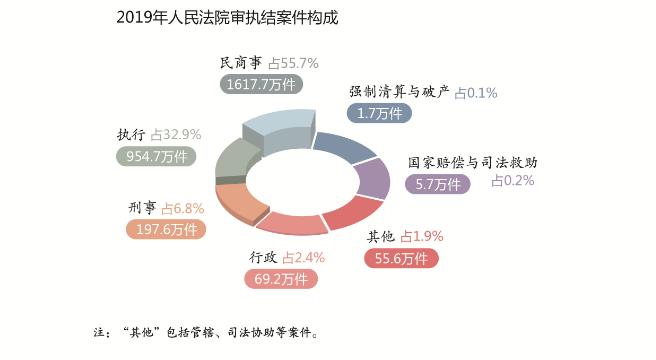 2019年人民法院审执结案件构成
民商事 占55.7%
1617.7万件
强制清算与破产 占0.1%
1.7万件
执行 占32.9%
954.7万件
国家赔偿与司法救助
5.7万件 占0.2%
刑事 占6.8%
197.6万件
其他 占1.9%
55.6万件
行政 占2.4%
69.2万件
注：“其他”包括管辖、司法协助等案件。